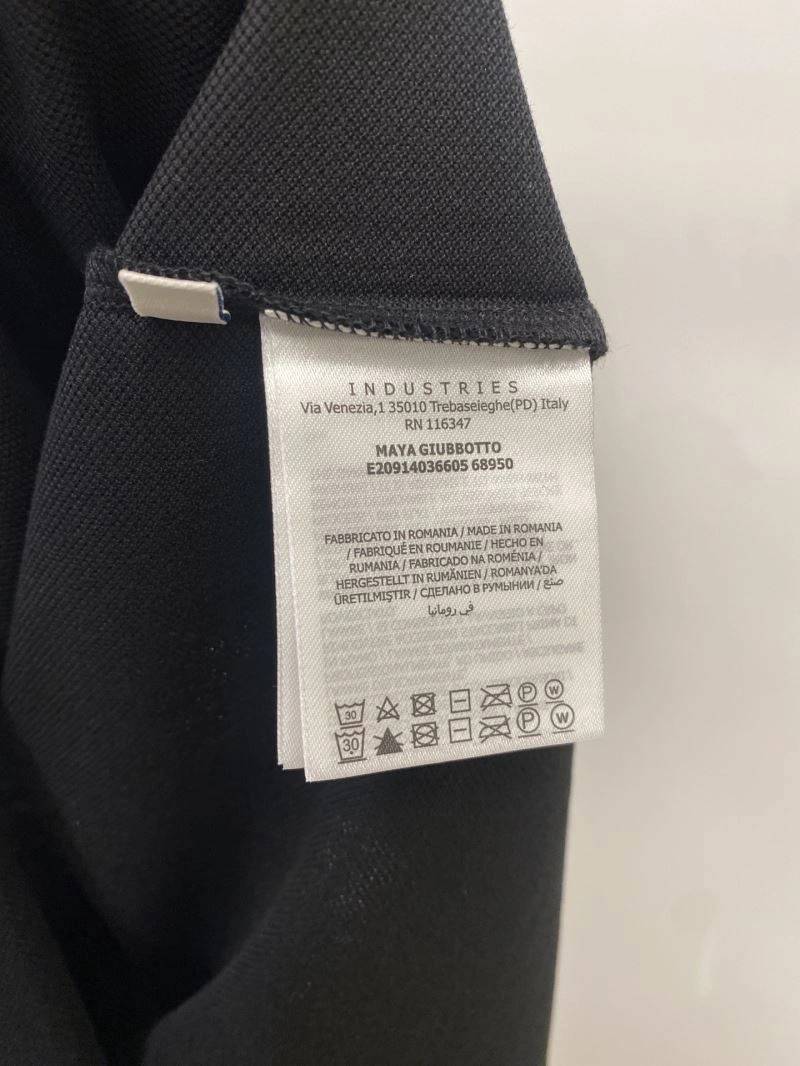 INDUSTRIES
Via Venezia,1 35010 Trebaseleghe(PD) Italy
RN 116347
MAYA GIUBBOTTO
E20914036605 68950
FABBRICATO IN ROMANIA / MADE IN ROMANIA
/ FABRIQUÉ EN ROUMANIE / HECHO EN
RUMANIA / FABRICADO NA ROMÉNIA /
HERGESTELLT IN RUMÄNIEN / ROMANYA'DA
ÜRETILMIŞTIR / СДЕЛАНО В РУМЫНИИ / صنع
في رومانيا
30 P W
30 P W